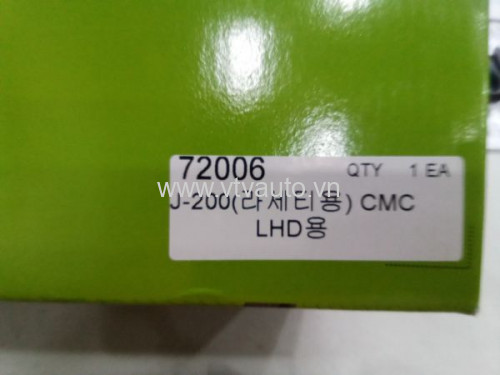 72006 QTY 1 EA
www.vtvauto.vn
J-200(라세티용) CMC
LHD용